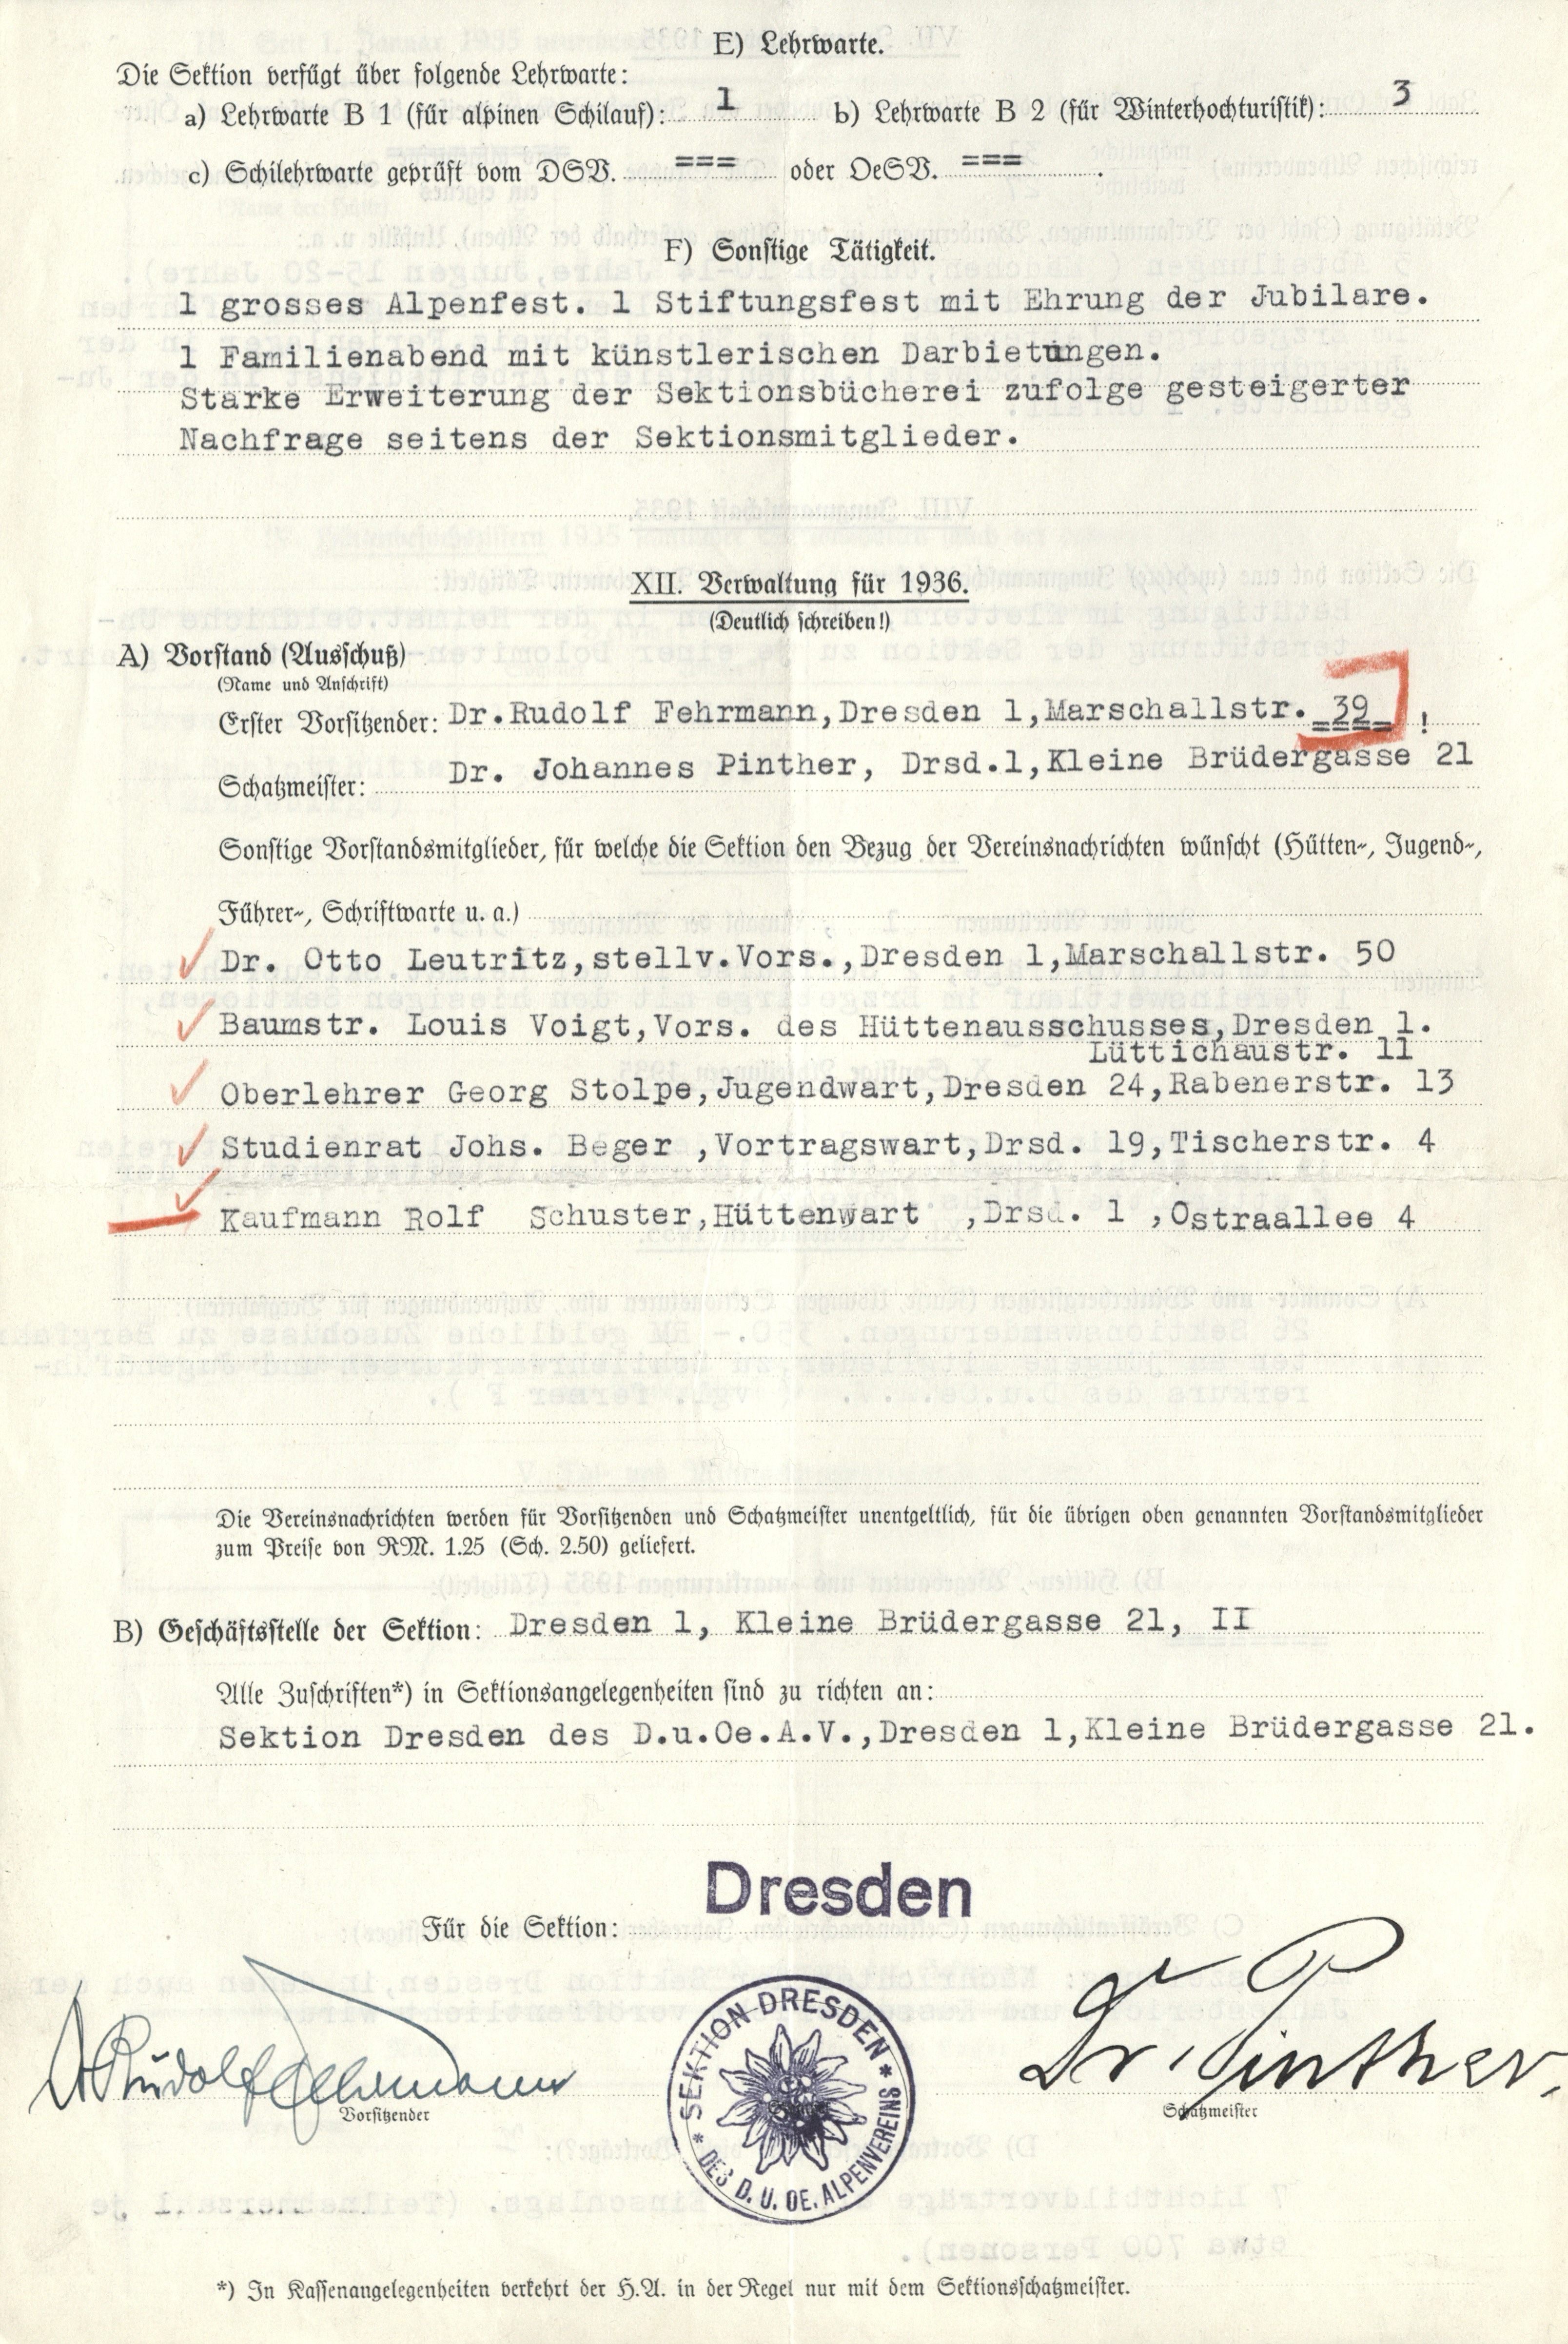 E) Lehrwarte.
Die Sektion verfügt über folgende Lehrwarte:
a) Lehrwarte B 1 (für alpinen Schilauf): 1 b) Lehrwarte B 2 (für Winterhochturistik): 3
c) Schilehrwarte geprüft vom DSV. === oder OeSV. === .
F) Sonstige Tätigkeit.
1 grosses Alpenfest. 1 Stiftungsfest mit Ehrung der Jubilare.
1 Familienabend mit künstlerischen Darbietungen.
Starke Erweiterung der Sektionsbücherei zufolge gesteigerter
Nachfrage seitens der Sektionsmitglieder.
XII. Verwaltung für 1936.
(Deutlich schreiben!)
A) Vorstand (Ausschuß)
(Name und Anschrift)
Erster Vorsitzender: Dr.Rudolf Fehrmann,Dresden 1,Marschallstr. 39 !
Schatzmeister: Dr. Johannes Pinther, Drsd.1,Kleine Brüdergasse 21
Sonstige Vorstandsmitglieder, für welche die Sektion den Bezug der Vereinsnachrichten wünscht (Hütten-, Jugend-,
Führer-, Schriftwarte u. a.)
Dr. Otto Leutritz,stellv.Vors.,Dresden 1,Marschallstr. 50
Baumstr. Louis Voigt,Vors. des Hüttenausschusses,Dresden 1.
Lüttichaustr. 11
Oberlehrer Georg Stolpe,Jugendwart,Dresden 24,Rabenerstr. 13
Studienrat Johs. Beger ,Vortragswart,Drsd. 19,Tischerstr. 4
Kaufmann Rolf Schuster,Hüttenwart ,Drsd. 1 ,Ostraallee 4
Die Vereinsnachrichten werden für Vorsitzenden und Schatzmeister unentgeltlich, für die übrigen oben genannten Vorstandsmitglieder
zum Preise von RM. 1.25 (Sch. 2.50) geliefert.
B) Geschäftsstelle der Sektion: Dresden 1, Kleine Brüdergasse 21, II
Alle Zuschriften*) in Sektionsangelegenheiten sind zu richten an:
Sektion Dresden des D.u.Oe.A.V.,Dresden 1,Kleine Brüdergasse 21.
Dresden
Für die Sektion:
Dr Rudolf Fehrmann
Vorsitzender
* SEKTION DRESDEN *
DES D. U. OE. ALPENVEREINS
Dr. Pinther.
Schatzmeister
*) In Kassenangelegenheiten verkehrt der H.A. in der Regel nur mit dem Sektionsschatzmeister.